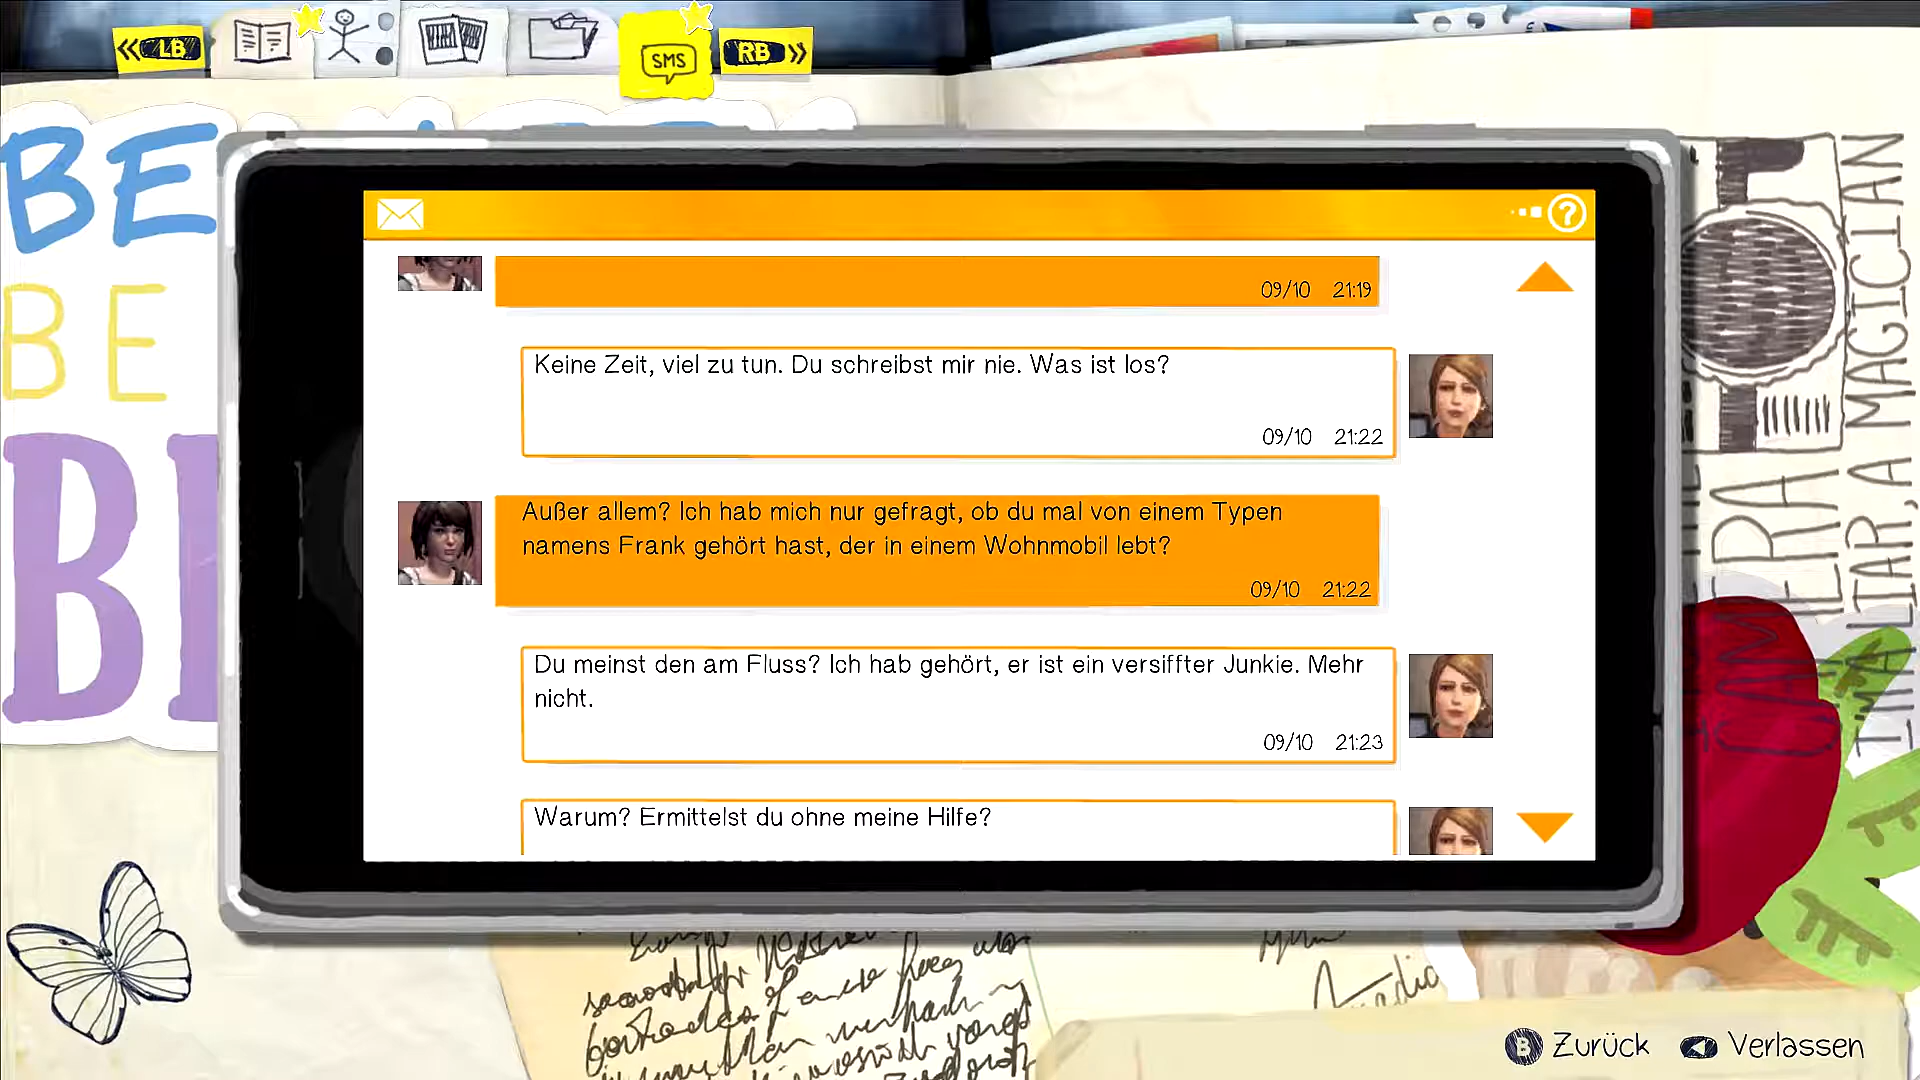 LB
SMS
RB
BE
BE
09/10 21:19
Keine Zeit, viel zu tun. Du schreibst mir nie. Was ist los?
09/10 21:22
Außer allem? Ich hab mich nur gefragt, ob du mal von einem Typen
namens Frank gehört hast, der in einem Wohnmobil lebt?
09/10 21:22
Du meinst den am Fluss? Ich hab gehört, er ist ein versiffter Junkie. Mehr
nicht.
09/10 21:23
Warum? Ermittelst du ohne meine Hilfe?
LIAR, A MAGICIAN
B Zurück
Verlassen